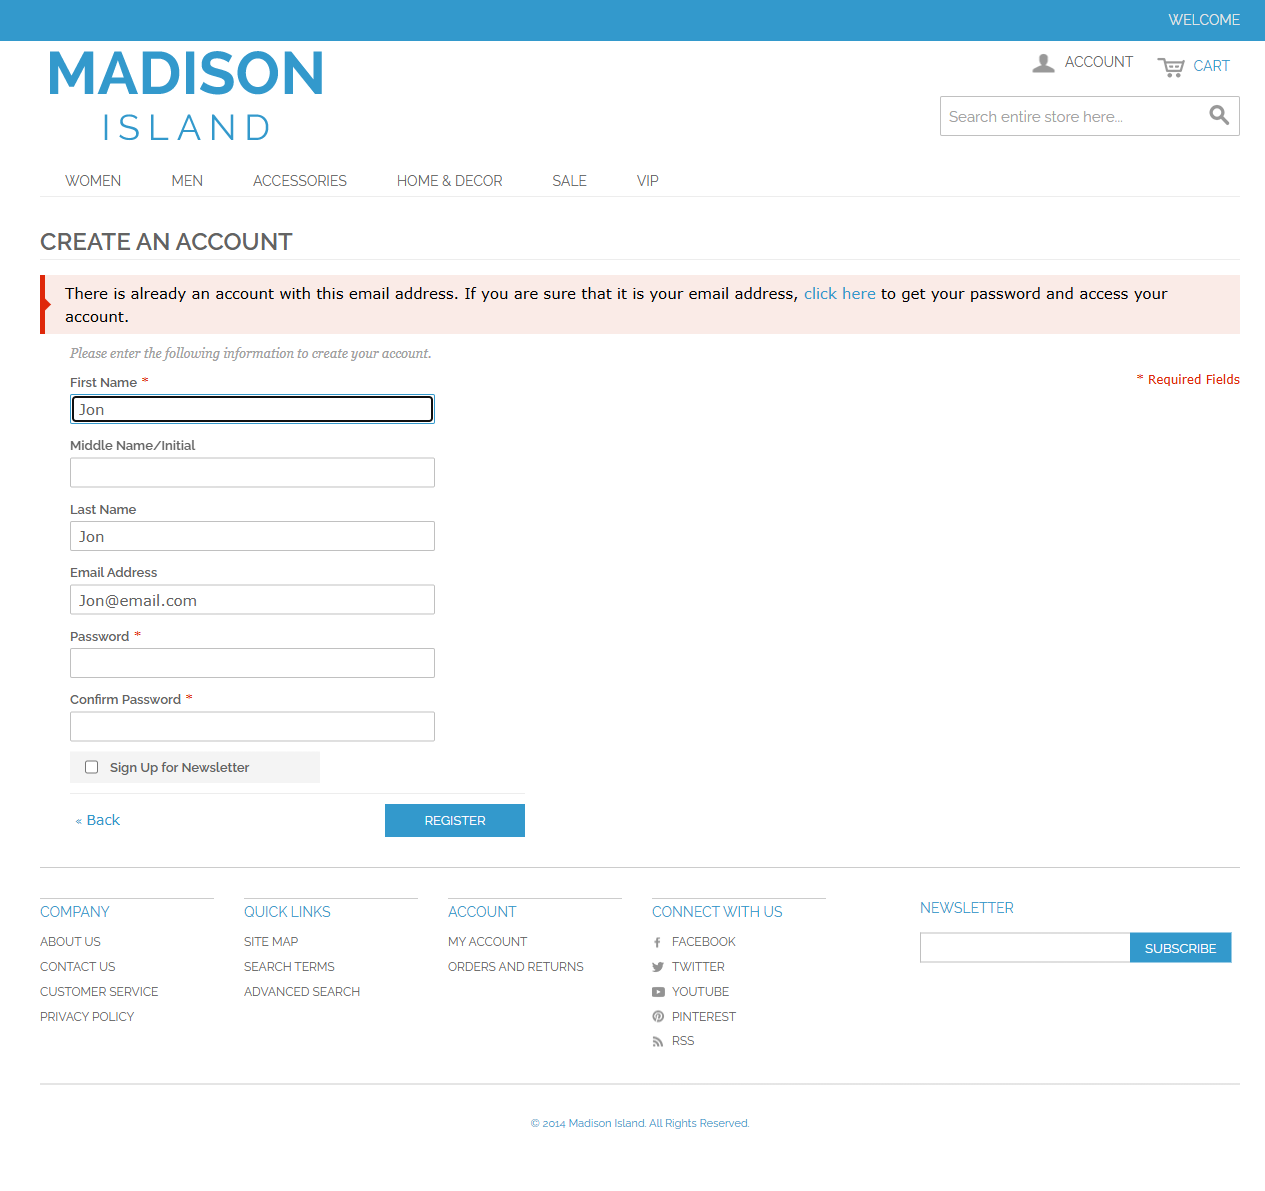 WELCOME
MADISON
ISLAND
ACCOUNT
CART
Search entire store here...
WOMEN MEN ACCESSORIES HOME & DECOR SALE VIP
CREATE AN ACCOUNT
There is already an account with this email address. If you are sure that it is your email address, click here to get your password and access your
account.
Please enter the following information to create your account.
* Required Fields
First Name *
Jon
Middle Name/Initial
Last Name
Jon
Email Address
Jon@email.com
Password *
Confirm Password *
Sign Up for Newsletter
« Back
REGISTER
COMPANY
ABOUT US
CONTACT US
CUSTOMER SERVICE
PRIVACY POLICY
QUICK LINKS
SITE MAP
SEARCH TERMS
ADVANCED SEARCH
ACCOUNT
MY ACCOUNT
ORDERS AND RETURNS
CONNECT WITH US
FACEBOOK
TWITTER
YOUTUBE
PINTEREST
RSS
NEWSLETTER
SUBSCRIBE
© 2014 Madison Island. All Rights Reserved.